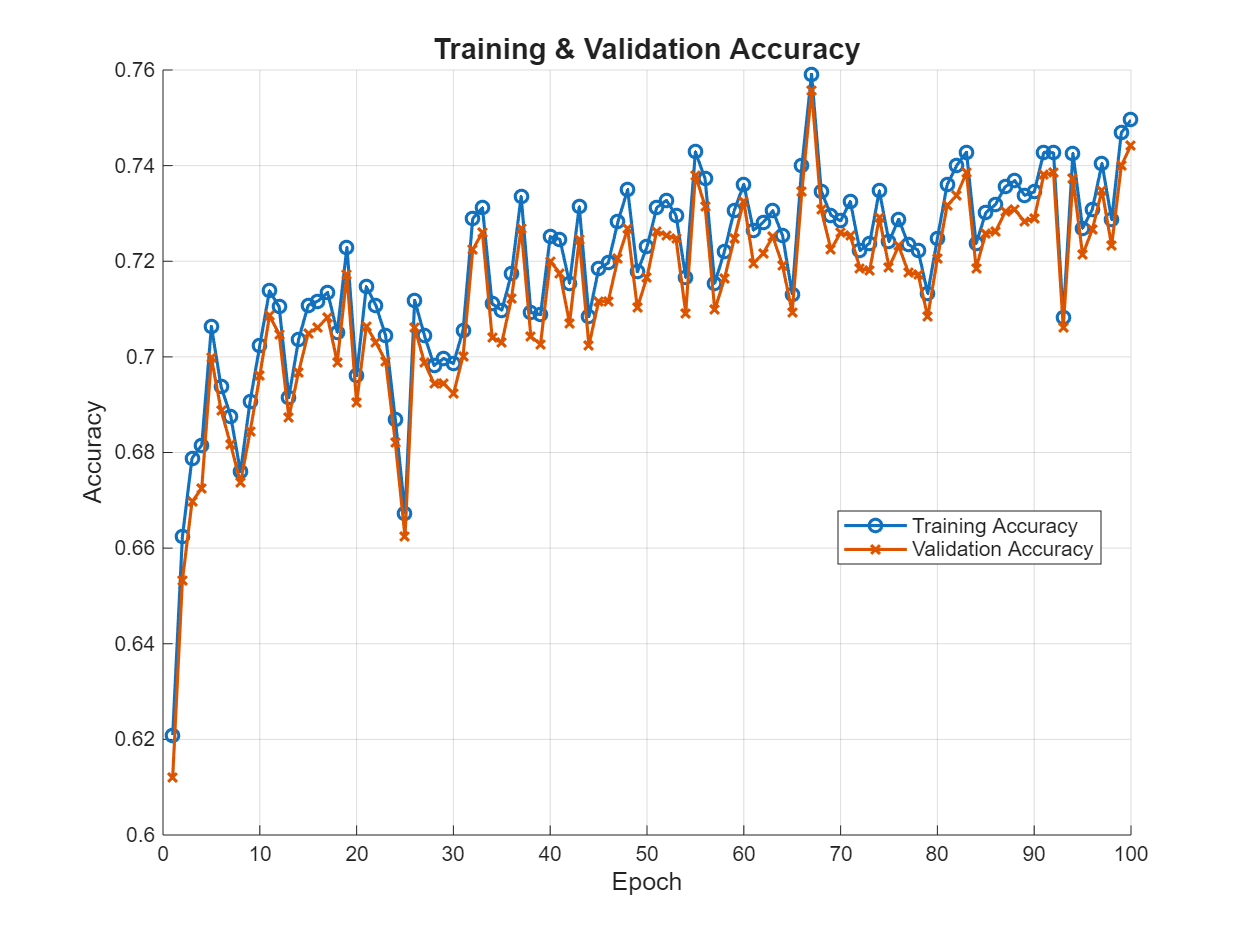 Training & Validation Accuracy
0.76
0.74
0.72
0.7
0.68
0.66
0.64
0.62
0.6
Accuracy
Training Accuracy
Validation Accuracy
0 10 20 30 40 50 60 70 80 90 100
Epoch